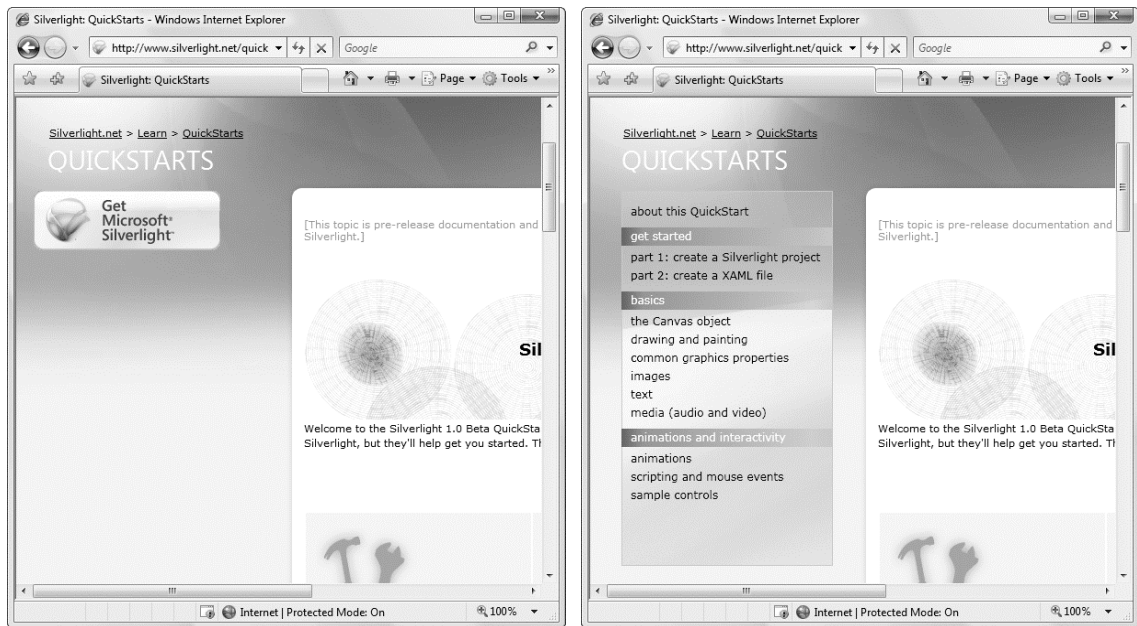 Silverlight: QuickStarts - Windows Internet Explorer
http://www.silverlight.net/quick
Google
Silverlight: QuickStarts
Page
Tools
Silverlight.net > Learn > QuickStarts
QUICKSTARTS
Get
Microsoft®
Silverlight™
[This topic is pre-release documentation and
Silverlight.]
Sil
Welcome to the Silverlight 1.0 Beta QuickSta
Silverlight, but they'll help get you started. Th
Internet | Protected Mode: On
100%
Silverlight: QuickStarts - Windows Internet Explorer
http://www.silverlight.net/quick
Google
Silverlight: QuickStarts
Page
Tools
Silverlight.net > Learn > QuickStarts
QUICKSTARTS
about this QuickStart
get started
part 1: create a Silverlight project
part 2: create a XAML file
basics
the Canvas object
drawing and painting
common graphics properties
images
text
media (audio and video)
animations and interactivity
animations
scripting and mouse events
sample controls
[This topic is pre-release documentation and
Silverlight.]
Sil
Welcome to the Silverlight 1.0 Beta QuickSta
Silverlight, but they'll help get you started. Th
Internet | Protected Mode: On
100%